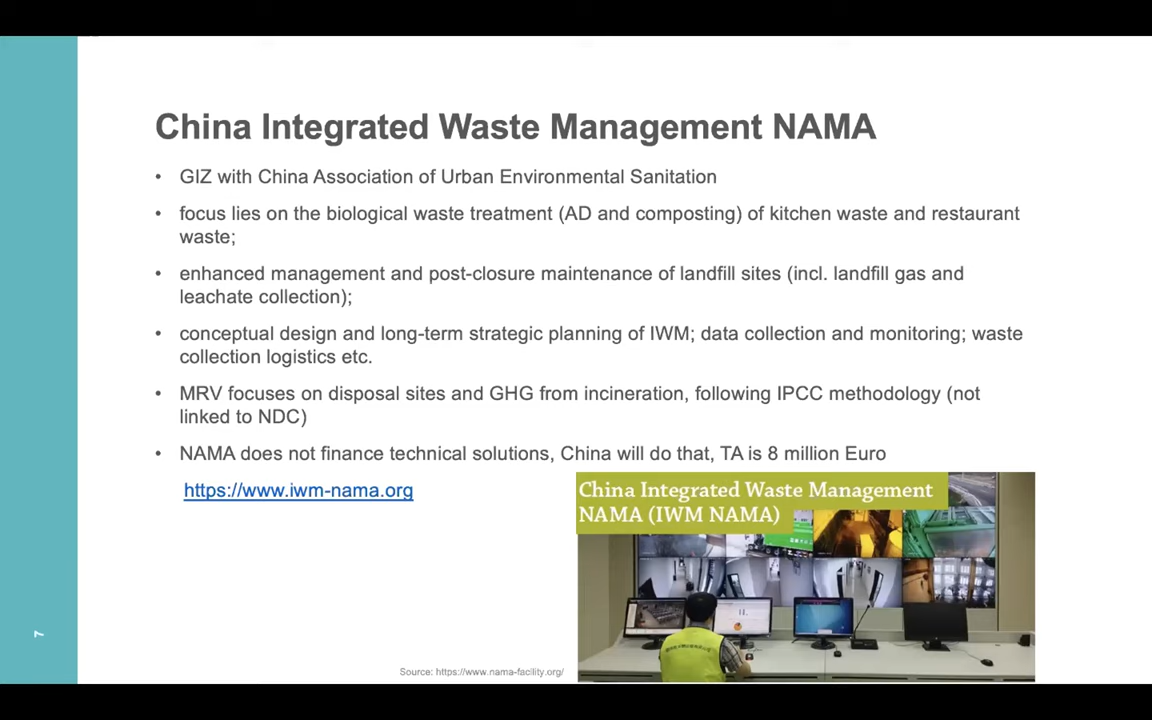 China Integrated Waste Management NAMA
• GIZ with China Association of Urban Environmental Sanitation
• focus lies on the biological waste treatment (AD and composting) of kitchen waste and restaurant
waste;
• enhanced management and post-closure maintenance of landfill sites (incl. landfill gas and
leachate collection);
• conceptual design and long-term strategic planning of IWM; data collection and monitoring; waste
collection logistics etc.
• MRV focuses on disposal sites and GHG from incineration, following IPCC methodology (not
linked to NDC)
• NAMA does not finance technical solutions, China will do that, TA is 8 million Euro
https://www.iwm-nama.org
China Integrated Waste Management
NAMA (IWM NAMA)
7
Source: https://www.nama-facility.org/